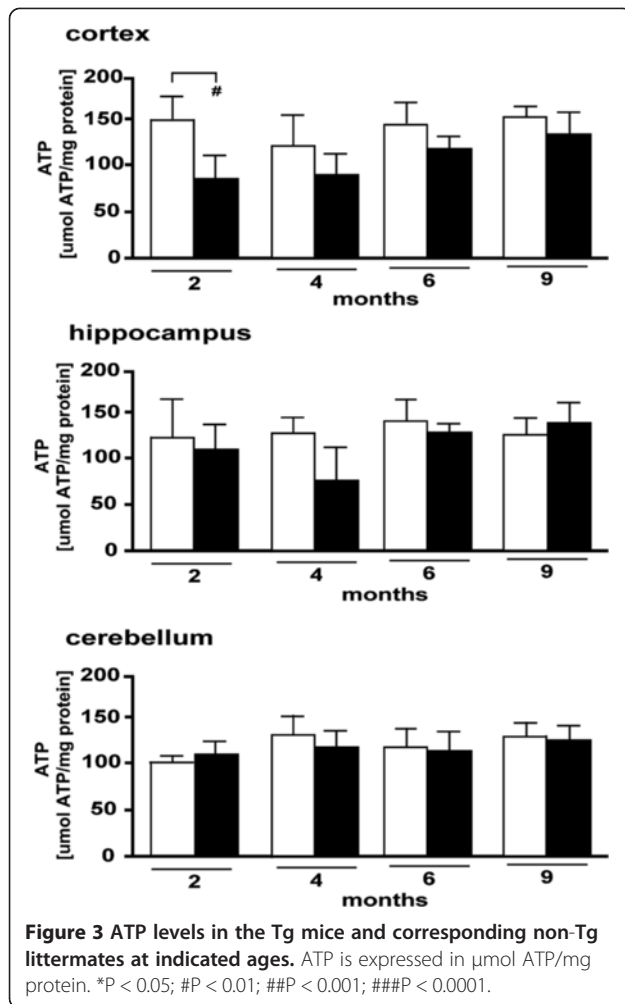 cortex
200
150
100
50
0
ATP
[umol ATP/mg protein]
#
2 4 6 9
months
hippocampus
200
150
100
50
0
ATP
[umol ATP/mg protein]
2 4 6 9
months
cerebellum
200
150
100
50
0
ATP
[umol ATP/mg protein]
2 4 6 9
months
Figure 3 ATP levels in the Tg mice and corresponding non-Tg
littermates at indicated ages. ATP is expressed in μmol ATP/mg
protein. *P < 0.05; #P < 0.01; ##P < 0.001; ###P < 0.0001.